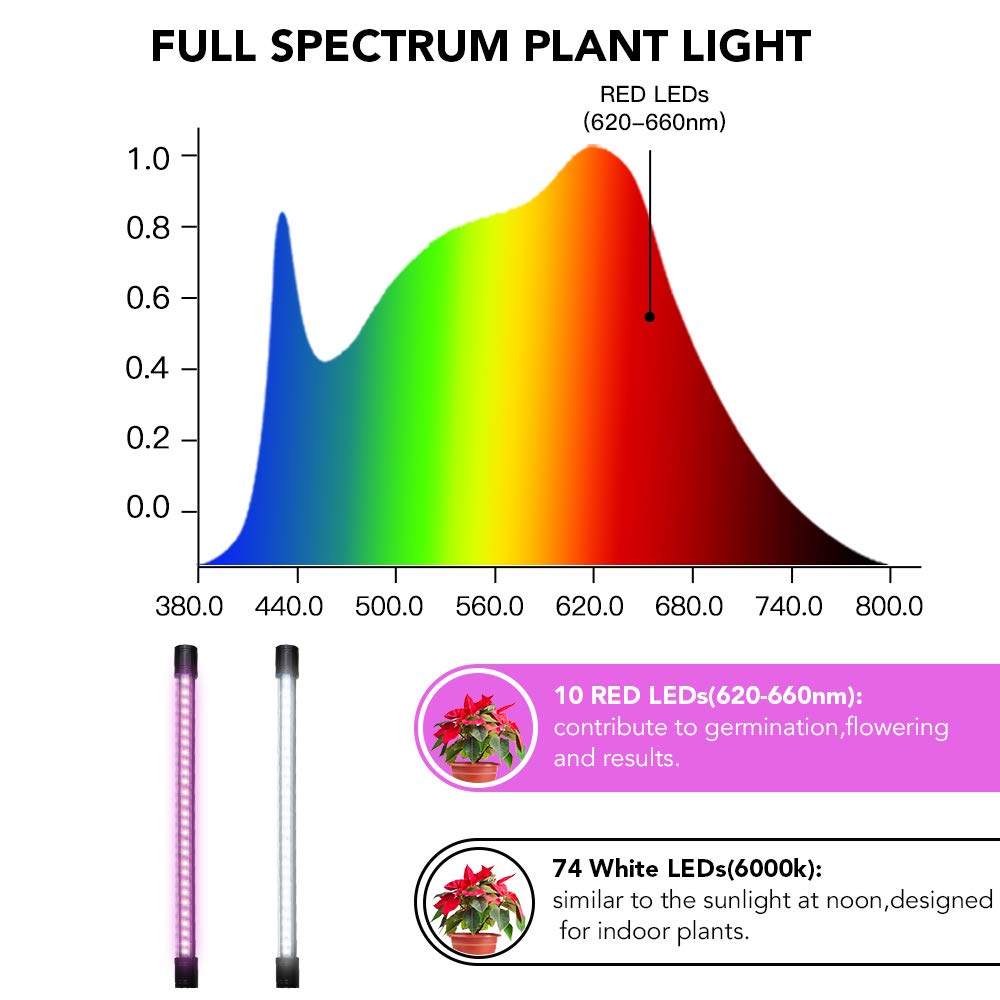 FULL SPECTRUM PLANT LIGHT
RED LEDs
(620–660nm)
1.0
0.8
0.6
0.4
0.2
0.0
380.0 440.0 500.0 560.0 620.0 680.0 740.0 800.0
10 RED LEDs(620-660nm):
contribute to germination,flowering
and results.
74 White LEDs(6000k):
similar to the sunlight at noon,designed
for indoor plants.